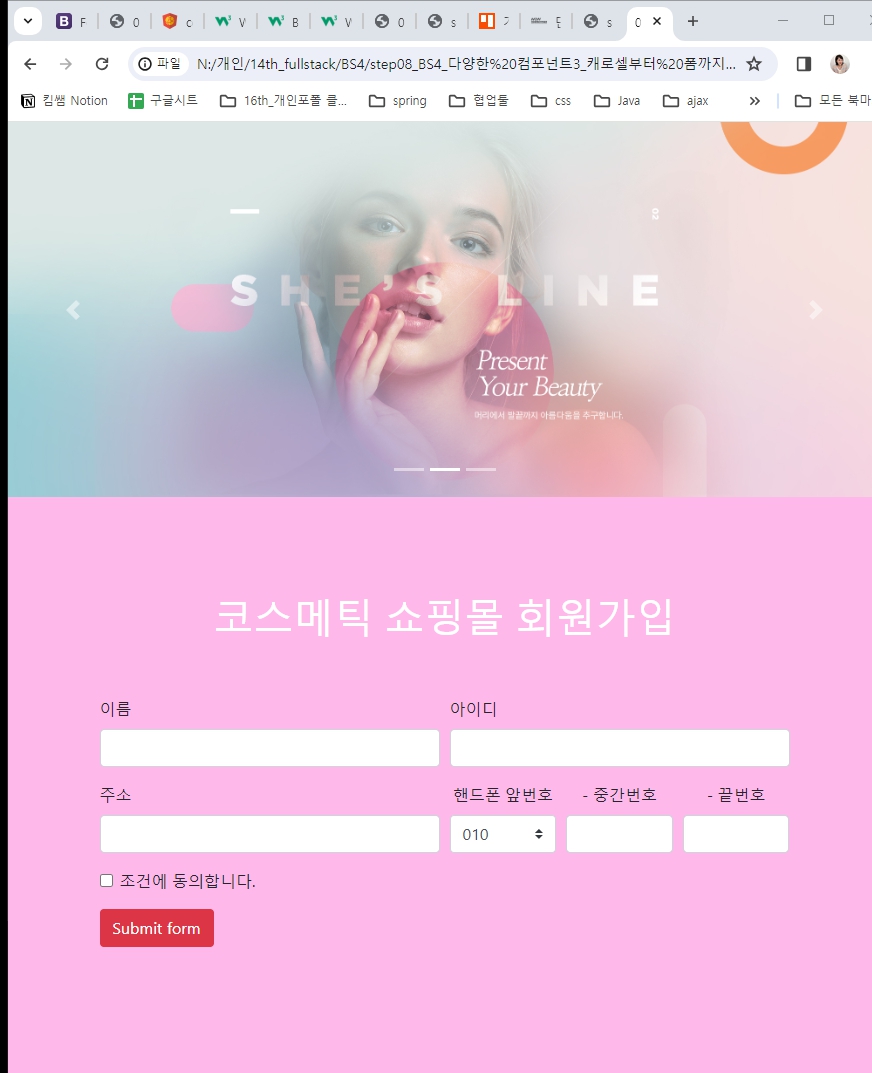 F
0
c
V
B
V
0
s
0
파일
N:/개인/14th_fullstack/BS4/step08_BS4_다양한%20컴포넌트3_캐로셀부터%20폼까지...
킴쌤 Notion
구글시트
16th_개인포폴 클...
spring
협업툴
css
Java
ajax
모든 북마
SHE'S LINE
Present
Your Beauty
머리에서 발끝까지 아름다움을 추구합니다.
코스메틱 쇼핑몰 회원가입
이름
아이디
주소
핸드폰 앞번호
- 중간번호
- 끝번호
010
조건에 동의합니다.
Submit form